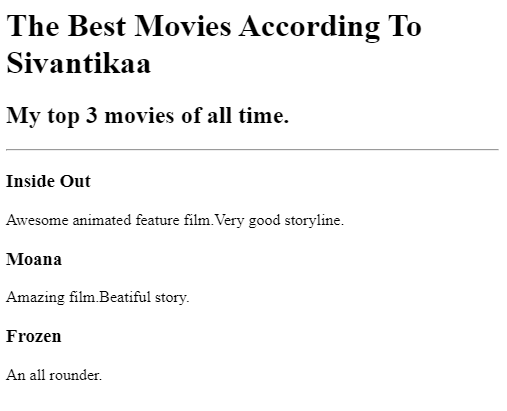 The Best Movies According To
Sivantikaa
My top 3 movies of all time.
Inside Out
Awesome animated feature film.Very good storyline.
Moana
Amazing film.Beatiful story.
Frozen
An all rounder.